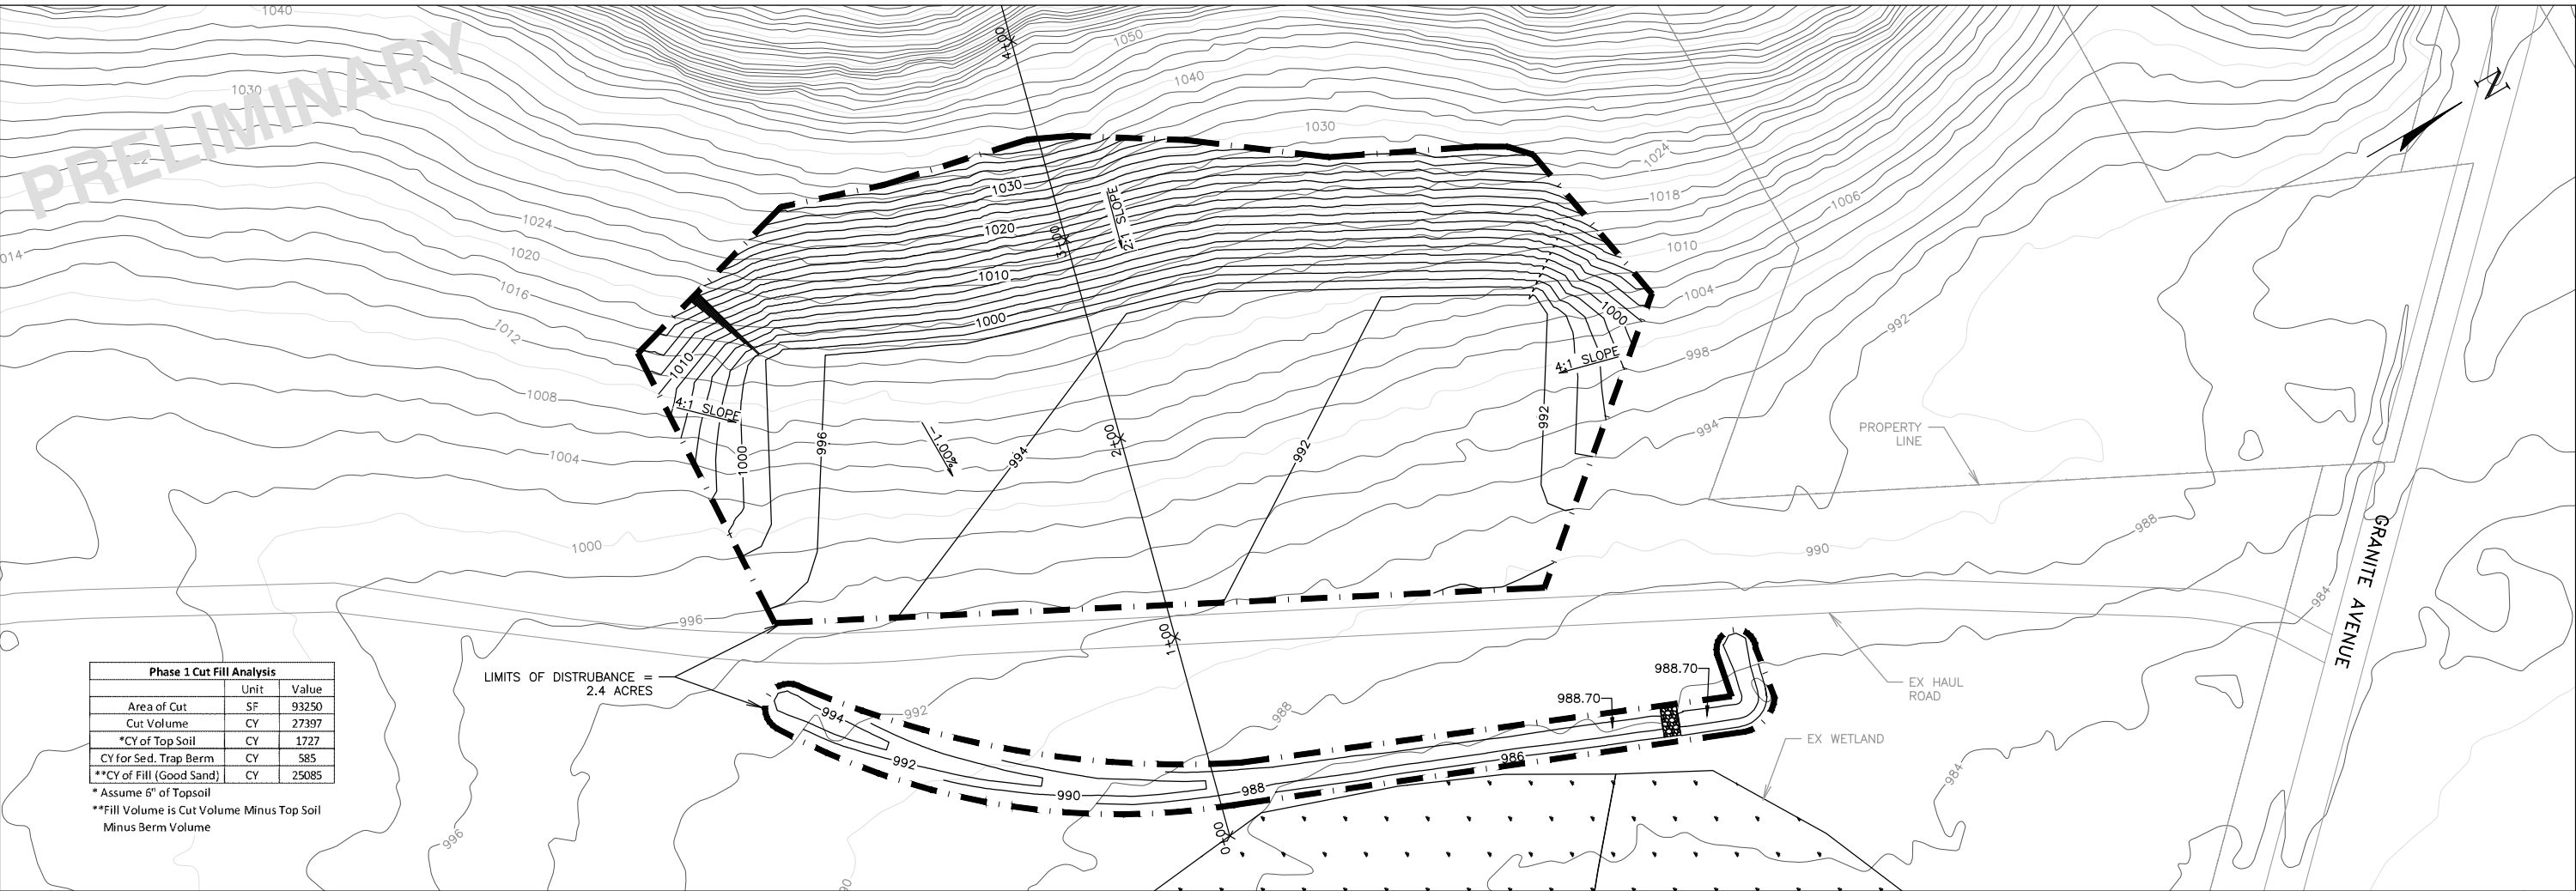 PRELIMINARY
1040
1050
1040
1030
1030
1024
1018
1006
1010
1004
998
992
994
990
988
984
984
1024
1020
1016
1012
1008
1004
1000
996
996
992
988
014
4+00
3+00
2+00
1+00
0+00
1030
1020
1010
1000
2:1 SLOPE
1010
4:1 SLOPE
1000
996
-1.00%
994
992
992
1000
4:1 SLOPE
N
PROPERTY
LINE
GRANITE AVENUE
EX HAUL
ROAD
EX WETLAND
LIMITS OF DISTRUBANCE =
2.4 ACRES
994
992
990
988
986
988.70
988.70
Phase 1 Cut Fill Analysis
Unit Value
Area of Cut SF 93250
Cut Volume CY 27397
*CY of Top Soil CY 1727
CY for Sed. Trap Berm CY 585
**CY of Fill (Good Sand) CY 25085
* Assume 6" of Topsoil
**Fill Volume is Cut Volume Minus Top Soil
Minus Berm Volume